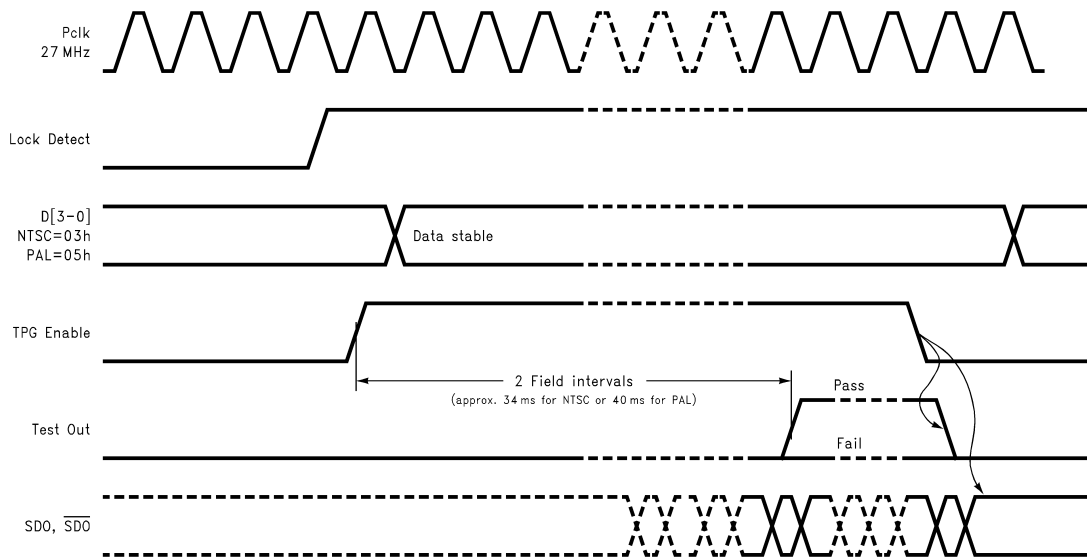 Pclk
27 MHz
Lock Detect
D[3-0]
NTSC=03h
PAL=05h
Data stable
TPG Enable
2 Field intervals
(approx. 34 ms for NTSC or 40 ms for PAL)
Pass
Test Out
Fail
SDO, SDO